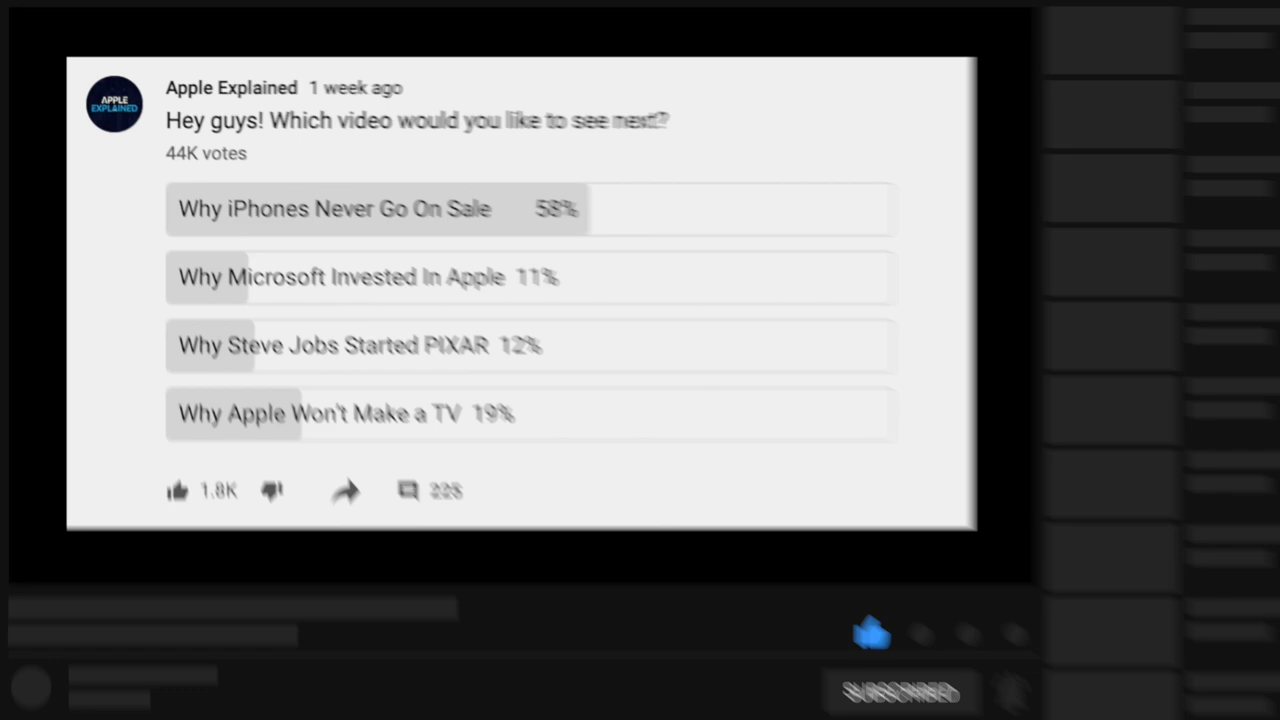 APPLE
EXPLAINED
Apple Explained 1 week ago
Hey guys! Which video would you like to see next?
44K votes
Why iPhones Never Go On Sale 58%
Why Microsoft Invested In Apple 11%
Why Steve Jobs Started PIXAR 12%
Why Apple Won't Make a TV 19%
1.8K 225
SUBSCRIBED